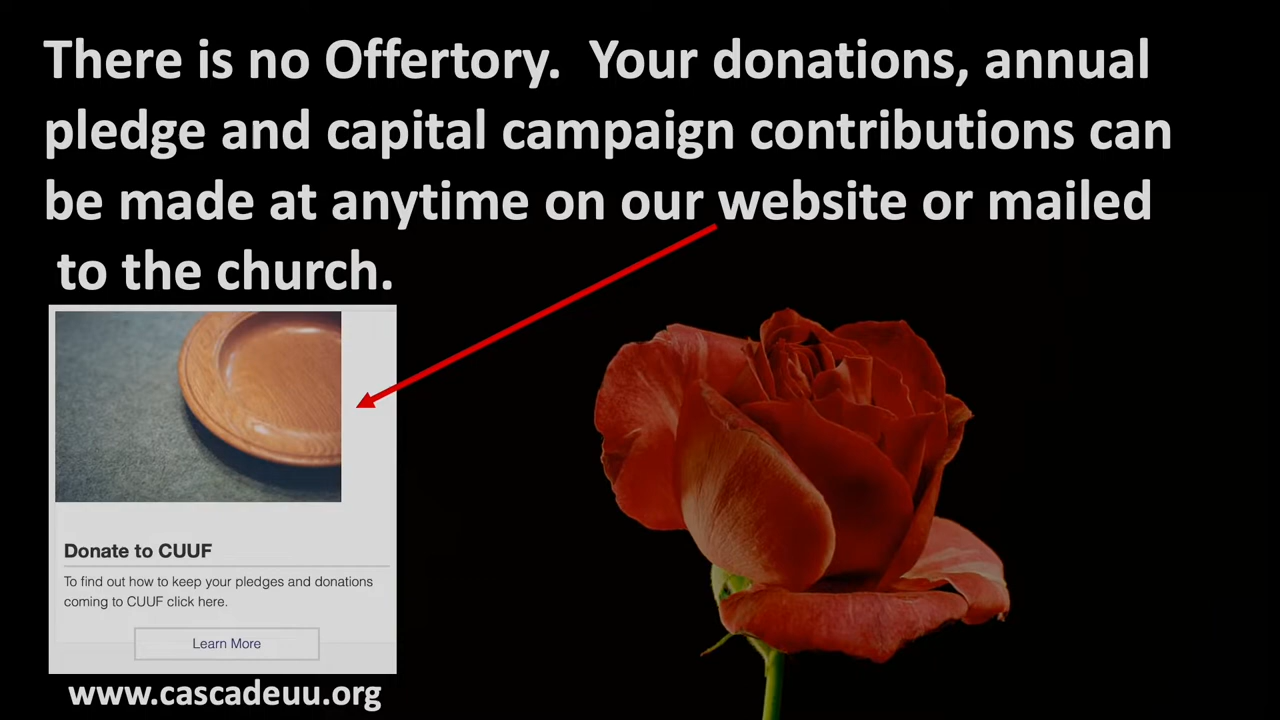 There is no Offertory. Your donations, annual
pledge and capital campaign contributions can
be made at anytime on our website or mailed
to the church.
Donate to CUUF
To find out how to keep your pledges and donations
coming to CUUF click here.
Learn More
www.cascadeuu.org